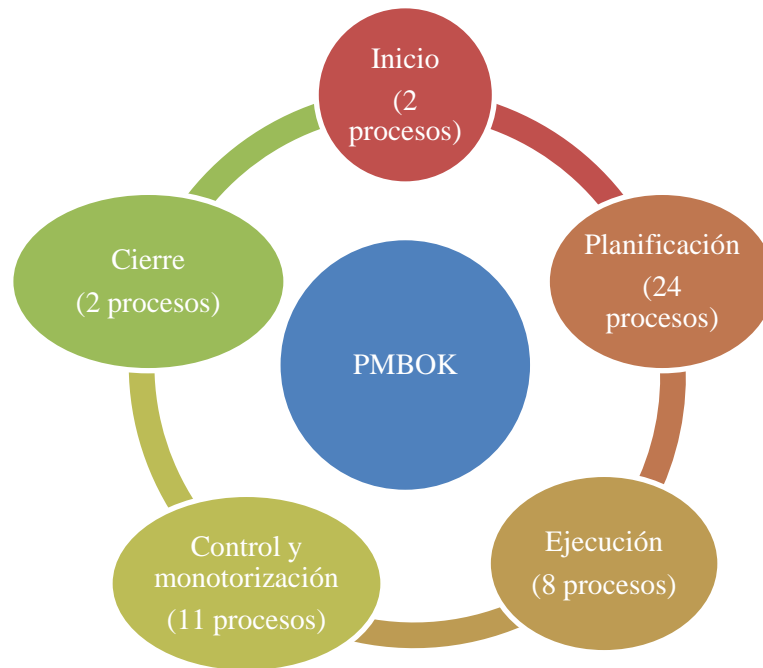 Inicio
(2
procesos)
Planificación
(24
procesos)
Ejecución
(8 procesos)
Control y
monotorización
(11 procesos)
Cierre
(2 procesos)
PMBOK